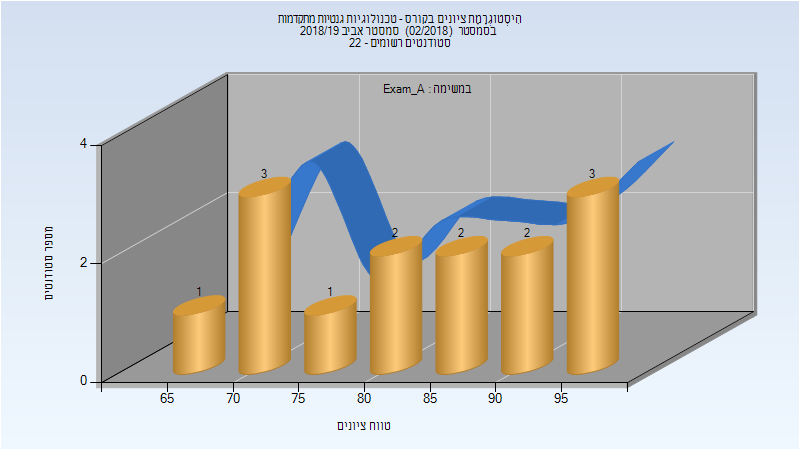 היסטוגרמת ציונים בקורס - טכנולוגיות גנטיות מתקדמות
בסמסטר (02/2018) סמסטר אביב 2018/19
סטודנטים רשומים - 22
במשימה : Exam_A
4
2
0
מספר סטודנטים
1
3
1
2
2
2
3
65
70
75
80
85
90
95
טווח ציונים